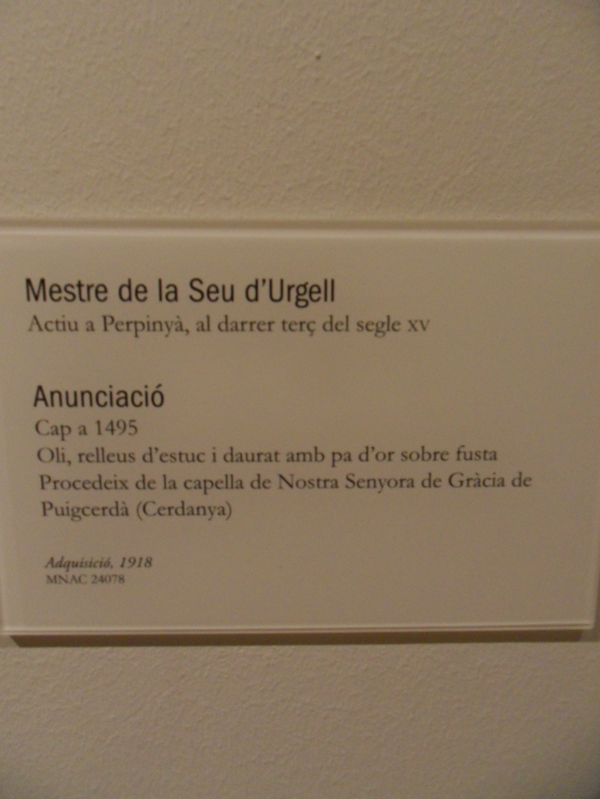 Mestre de la Seu d'Urgell
Actiu a Perpinyà, al darrer terç del segle XV
Anunciació
Cap a 1495
Oli, relleus d'estuc i daurat amb pa d'or sobre fusta
Procedeix de la capella de Nostra Senyora de Gràcia de
Puigcerdà (Cerdanya)
Adquisició, 1918
MNAC 24078